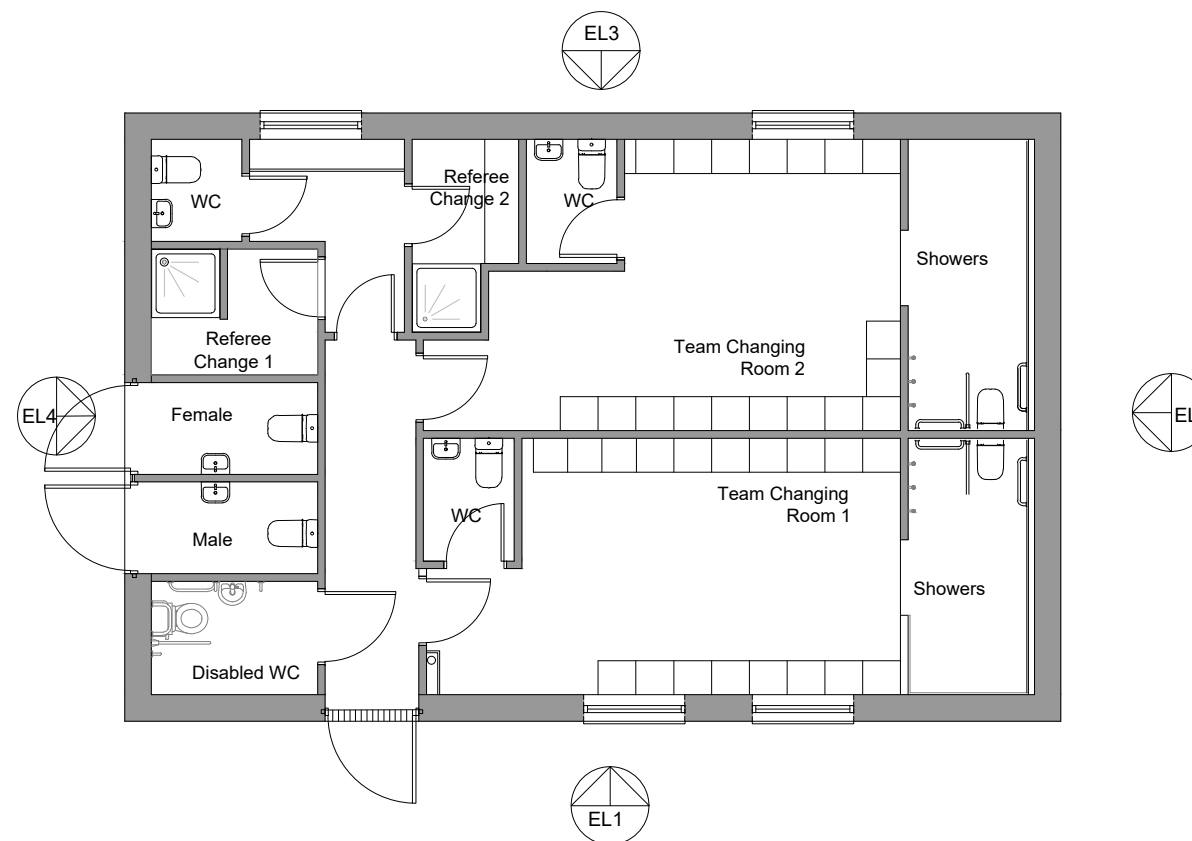 EL3
WC
Referee
Change 2
WC
Showers
Referee
Change 1
Team Changing
Room 2
EL4
Female
EL
Team Changing
Room 1
WC
Male
Showers
Disabled WC
EL1